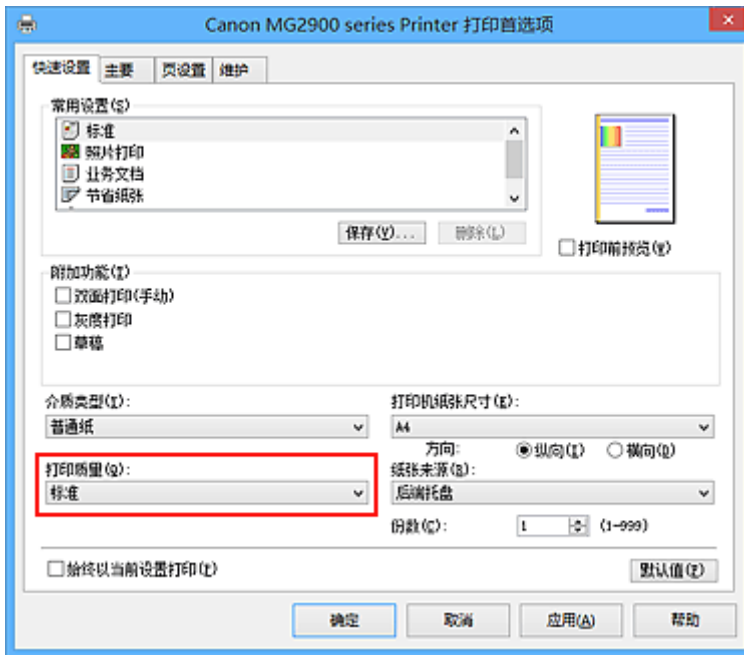 Canon MG2900 series Printer 打印首选项
快速设置 主要 页设置 维护
常用设置(S)
标准
照片打印
业务文档
节省纸张
保存(V)... 删除(L)
打印前预览(W)
附加功能(I)
双面打印(手动)
灰度打印
草稿
介质类型(I): 打印机纸张尺寸(E):
普通纸 A4
方向: 纵向(I) 横向(D)
打印质量(Q): 纸张来源(B):
标准 后端托盘
份数(C): 1 (1-999)
始终以当前设置打印(P)
默认值(F)
确定 取消 应用(A) 帮助